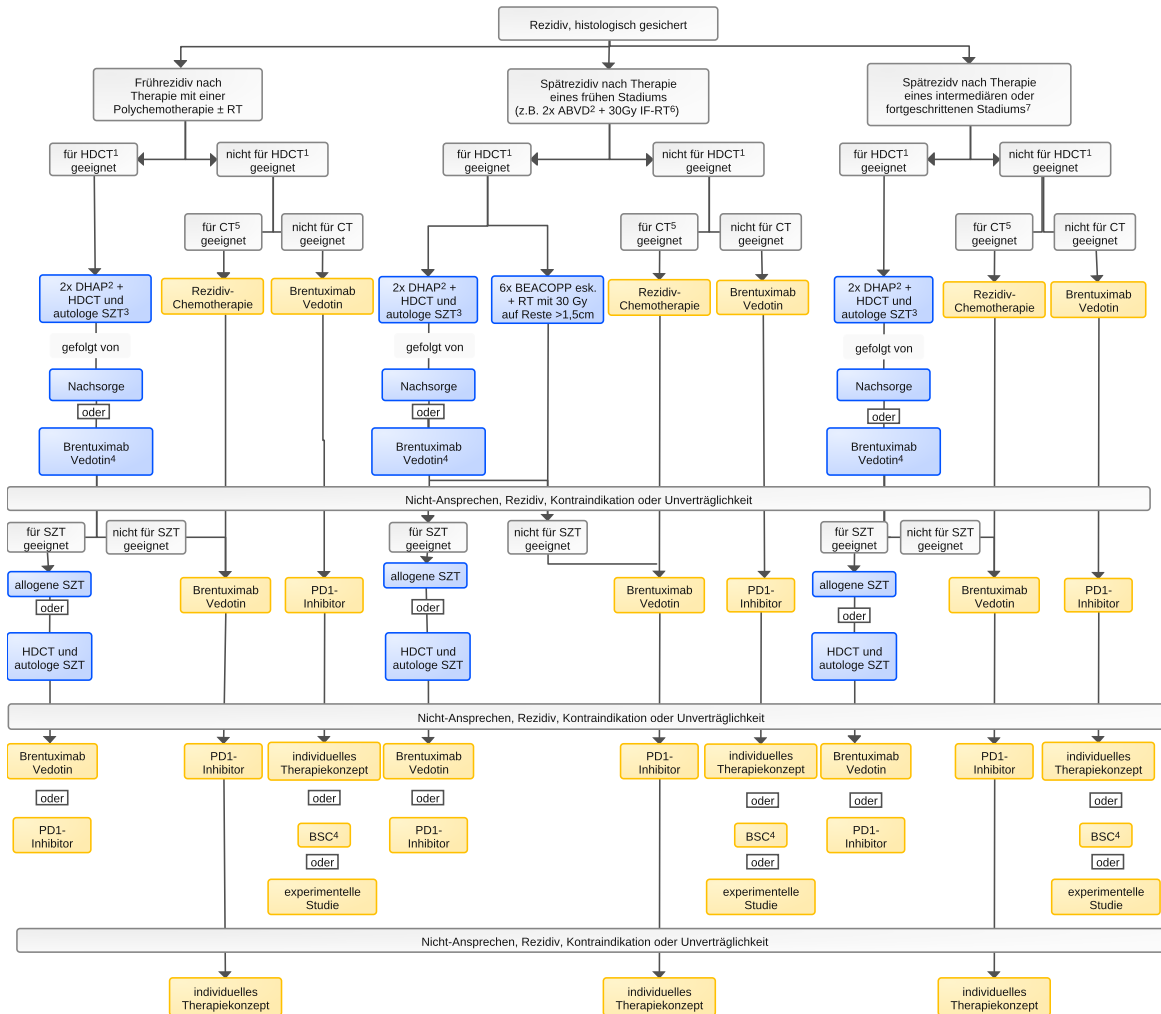 Rezidiv, histologisch gesichert
Frührezidiv nach
Therapie mit einer
Polychemotherapie ± RT
Spätrezidiv nach Therapie
eines frühen Stadiums
(z.B. 2x ABVD² + 30Gy IF-RT⁶)
Spätrezidv nach Therapie
eines intermediären oder
fortgeschrittenen Stadiums⁷
für HDCT¹
geeignet
nicht für HDCT¹
geeignet
für HDCT¹
geeignet
nicht für HDCT¹
geeignet
für HDCT¹
geeignet
nicht für HDCT¹
geeignet
für CT⁵
geeignet
nicht für CT
geeignet
für CT⁵
geeignet
nicht für CT
geeignet
für CT⁵
geeignet
nicht für CT
geeignet
2x DHAP² +
HDCT und
autologe SZT³
Rezidiv-
Chemotherapie
Brentuximab
Vedotin
2x DHAP² +
HDCT und
autologe SZT³
6x BEACOPP esk.
+ RT mit 30 Gy
auf Reste >1,5cm
Rezidiv-
Chemotherapie
Brentuximab
Vedotin
2x DHAP² +
HDCT und
autologe SZT³
Rezidiv-
Chemotherapie
Brentuximab
Vedotin
gefolgt von
gefolgt von
gefolgt von
Nachsorge
Nachsorge
Nachsorge
oder
oder
oder
Brentuximab
Vedotin⁴
Brentuximab
Vedotin⁴
Brentuximab
Vedotin⁴
Nicht-Ansprechen, Rezidiv, Kontraindikation oder Unverträglichkeit
für SZT
geeignet
nicht für SZT
geeignet
für SZT
geeignet
nicht für SZT
geeignet
für SZT
geeignet
nicht für SZT
geeignet
allogene SZT
Brentuximab
Vedotin
PD1-
Inhibitor
allogene SZT
Brentuximab
Vedotin
PD1-
Inhibitor
allogene SZT
Brentuximab
Vedotin
PD1-
Inhibitor
oder
oder
oder
HDCT und
autologe SZT
HDCT und
autologe SZT
HDCT und
autologe SZT
Nicht-Ansprechen, Rezidiv, Kontraindikation oder Unverträglichkeit
Brentuximab
Vedotin
PD1-
Inhibitor
individuelles
Therapiekonzept
Brentuximab
Vedotin
PD1-
Inhibitor
individuelles
Therapiekonzept
Brentuximab
Vedotin
PD1-
Inhibitor
individuelles
Therapiekonzept
oder
oder
oder
oder
oder
oder
PD1-
Inhibitor
BSC⁴
PD1-
Inhibitor
BSC⁴
PD1-
Inhibitor
BSC⁴
oder
oder
oder
experimentelle
Studie
experimentelle
Studie
experimentelle
Studie
Nicht-Ansprechen, Rezidiv, Kontraindikation oder Unverträglichkeit
individuelles
Therapiekonzept
individuelles
Therapiekonzept
individuelles
Therapiekonzept